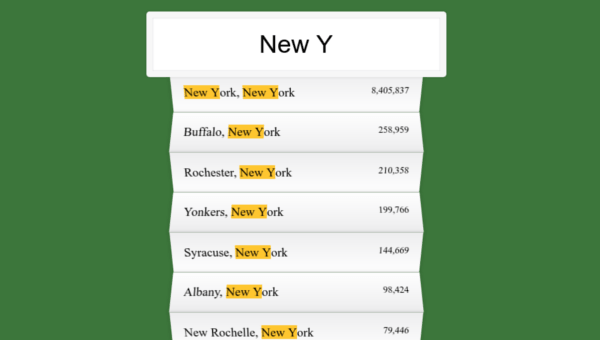 New Y
New York, New York 8,405,837
Buffalo, New York 258,959
Rochester, New York 210,358
Yonkers, New York 199,766
Syracuse, New York 144,669
Albany, New York 98,424
New Rochelle, New York 79,446